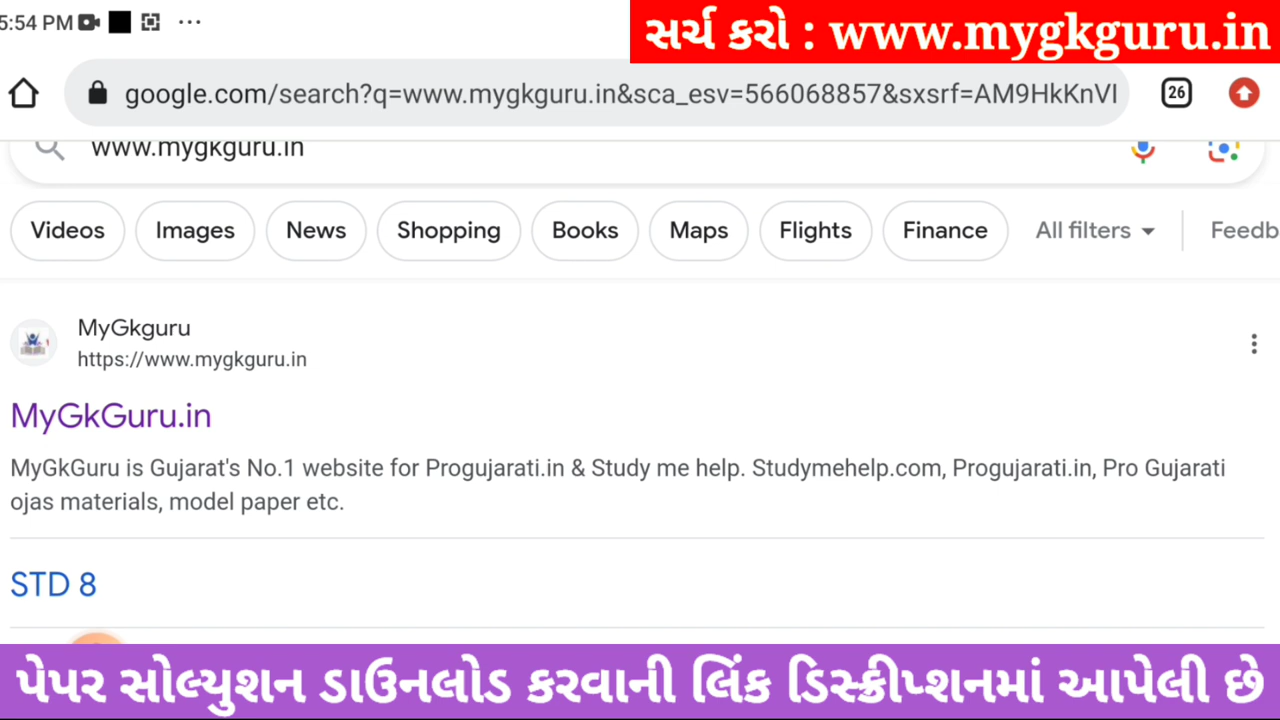 5:54 PM
સર્ચ કરો : www.mygkguru.in
google.com/search?q=www.mygkguru.in&sca_esv=566068857&sxsrf=AM9HkKnVI
26
www.mygkguru.in
Videos Images News Shopping Books Maps Flights Finance All filters Feedb
MyGkguru
https://www.mygkguru.in
MyGkGuru.in
MyGkGuru is Gujarat's No.1 website for Progujarati.in & Study me help. Studymehelp.com, Progujarati.in, Pro Gujarati
ojas materials, model paper etc.
STD 8
પેપર સોલ્યુશન ડાઉનલોડ કરવાની લિંક ડિસ્ક્રીપ્શનમાં આપેલી છે